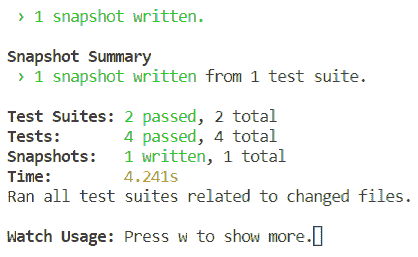 › 1 snapshot written.
Snapshot Summary
› 1 snapshot written from 1 test suite.
Test Suites: 2 passed, 2 total
Tests: 4 passed, 4 total
Snapshots: 1 written, 1 total
Time: 4.241s
Ran all test suites related to changed files.
Watch Usage: Press w to show more.